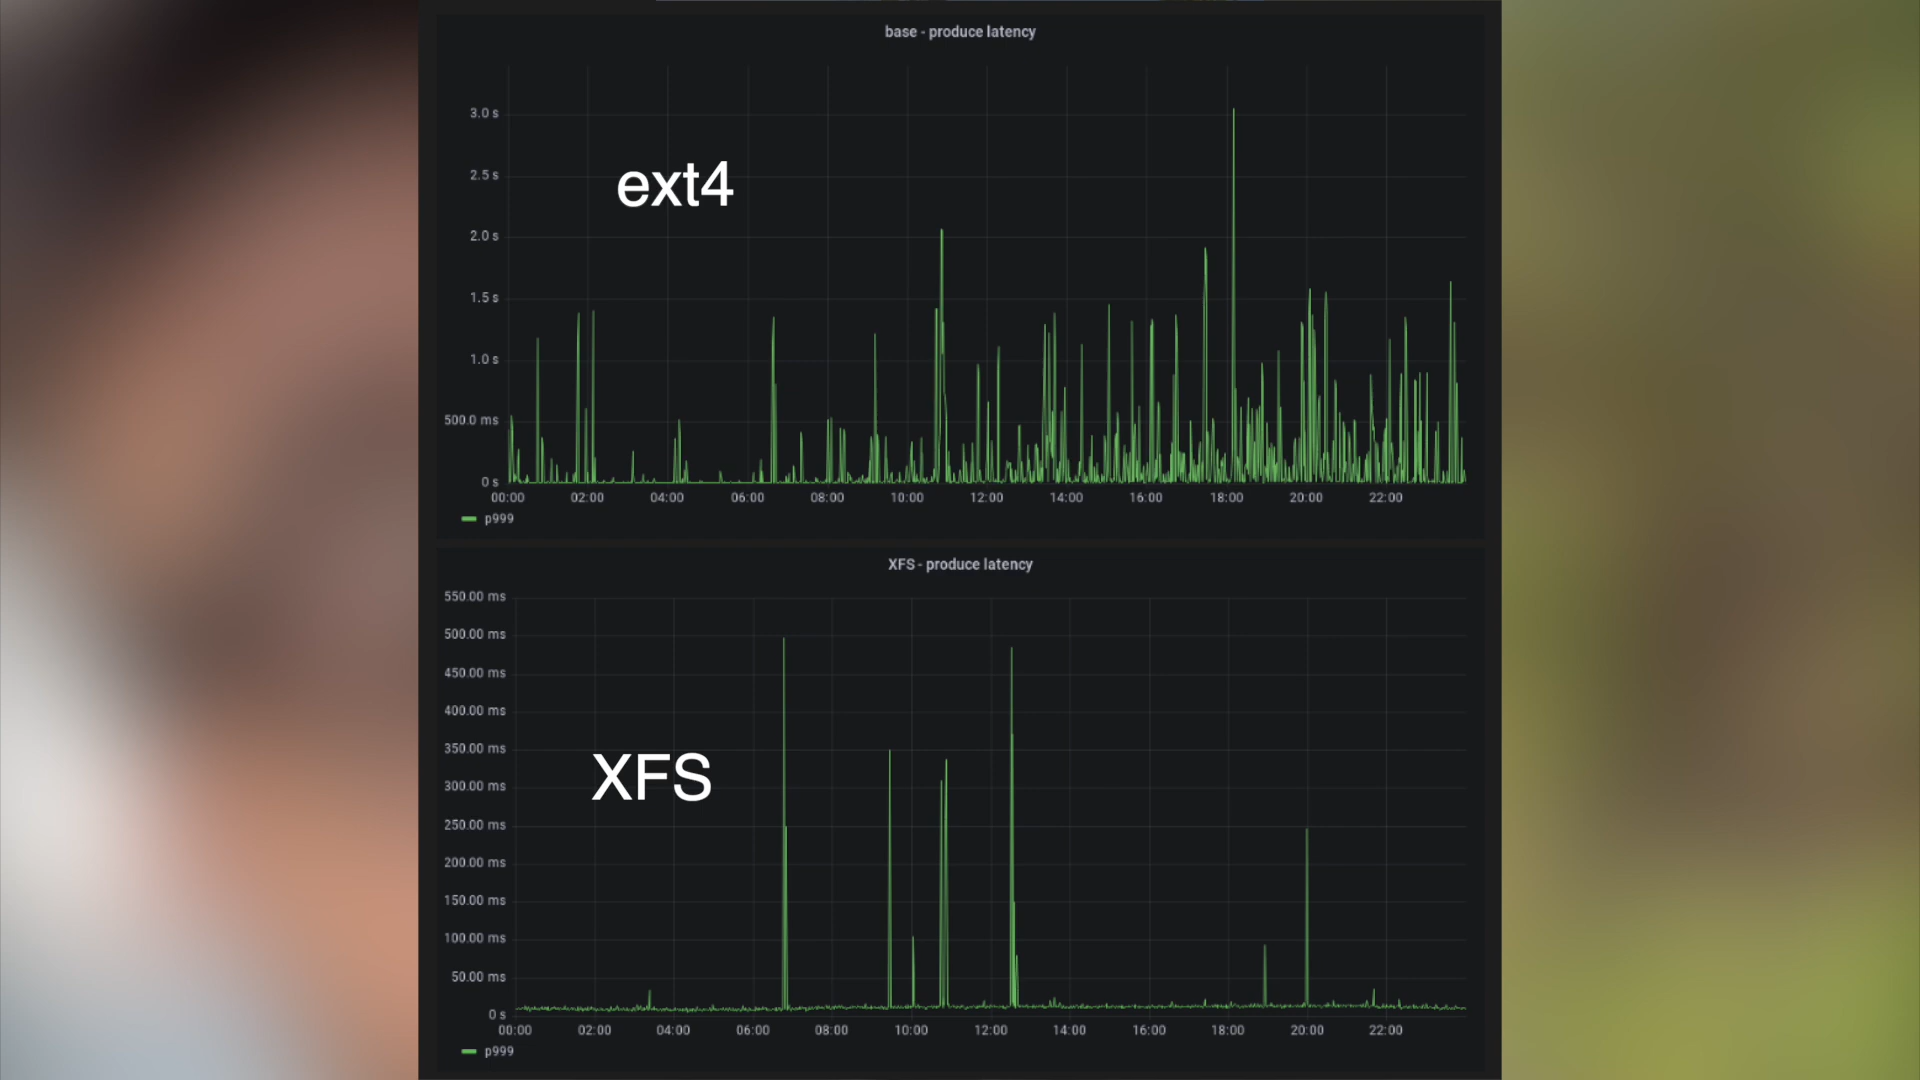 base - produce latency
3.0 s
2.5 s
2.0 s
1.5 s
1.0 s
500.0 ms
0 s
ext4
00:00 02:00 04:00 06:00 08:00 10:00 12:00 14:00 16:00 18:00 20:00 22:00
p999
XFS - produce latency
550.00 ms
500.00 ms
450.00 ms
400.00 ms
350.00 ms
300.00 ms
250.00 ms
200.00 ms
150.00 ms
100.00 ms
50.00 ms
0 s
XFS
00:00 02:00 04:00 06:00 08:00 10:00 12:00 14:00 16:00 18:00 20:00 22:00
p999